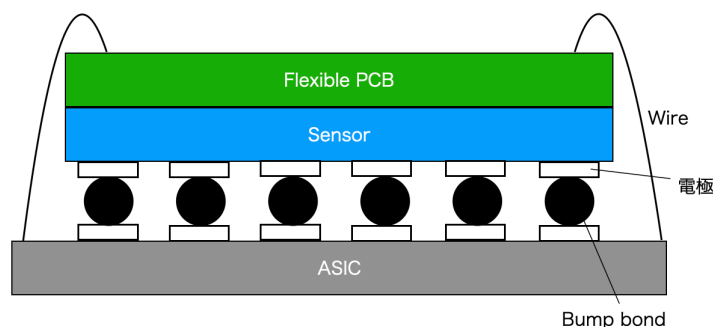 Flexible PCB
Sensor
Wire
電極
ASIC
Bump bond